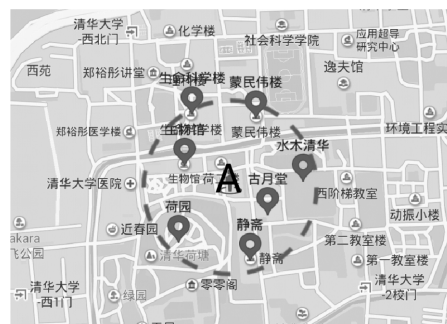 清华大学
-西北门
化学楼
社会科学学院
应用超导
研究中心
西苑
郑裕彤讲堂
生命科学楼
蒙民伟楼
逸夫馆
郑裕彤医学楼
生物馆
蒙民伟楼
环境工程实
水木清华
生物馆
A
古月堂
清华大学医院
西阶梯教室
荷园
静斋
动振小楼
近春园
第二教室楼
akara
飞公园
清华荷塘
静斋
第一教室楼
清华大学
-西1门
绿园
零零阁
清华大学
-2校门